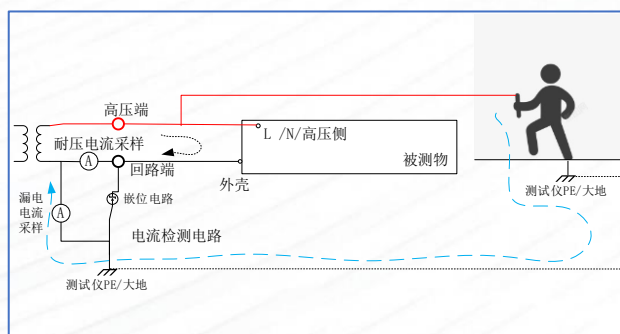 高压端
耐压电流采样
A
回路端
L /N/高压侧
被测物
外壳
漏电
电流
采样
A
嵌位电路
电流检测电路
测试仪PE/大地
测试仪PE/大地